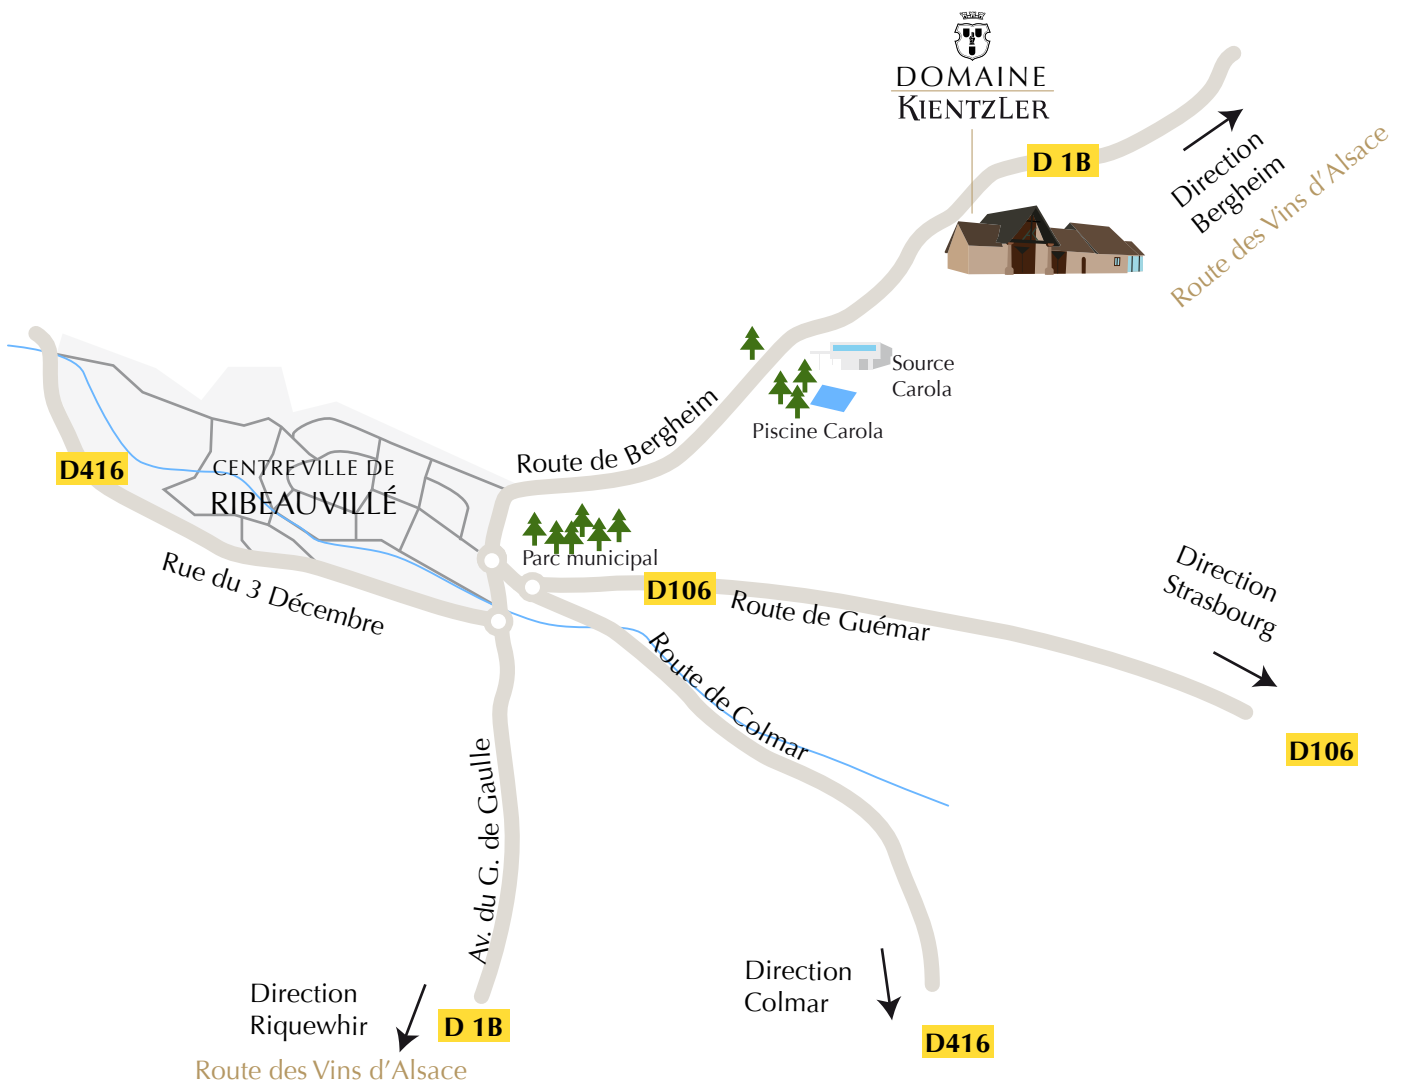 DOMAINE
KIENTZLER
D 1B
Direction
Bergheim
Route des Vins d'Alsace
Source
Carola
Piscine Carola
Route de Bergheim
D416
CENTRE VILLE DE
RIBEAUVILLÉ
Parc municipal
Rue du 3 Décembre
D106
Route de Guémar
Direction
Strasbourg
D106
Route de Colmar
Av. du G. de Gaulle
Direction
Riquewhir
D 1B
Route des Vins d'Alsace
Direction
Colmar
D416